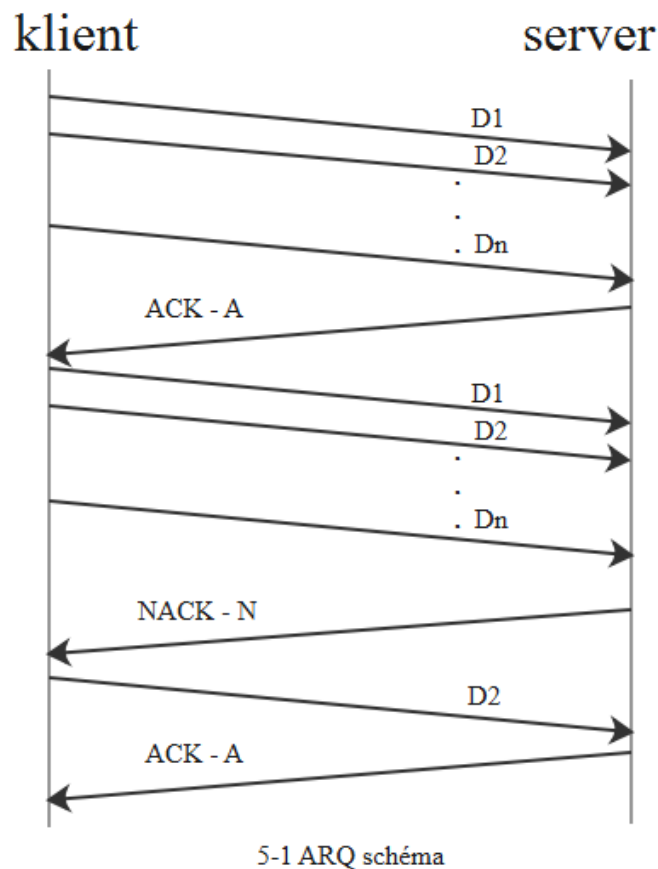 klient server
D1
D2
Dn
ACK - A
D1
D2
Dn
NACK - N
D2
ACK - A
5-1 ARQ schéma